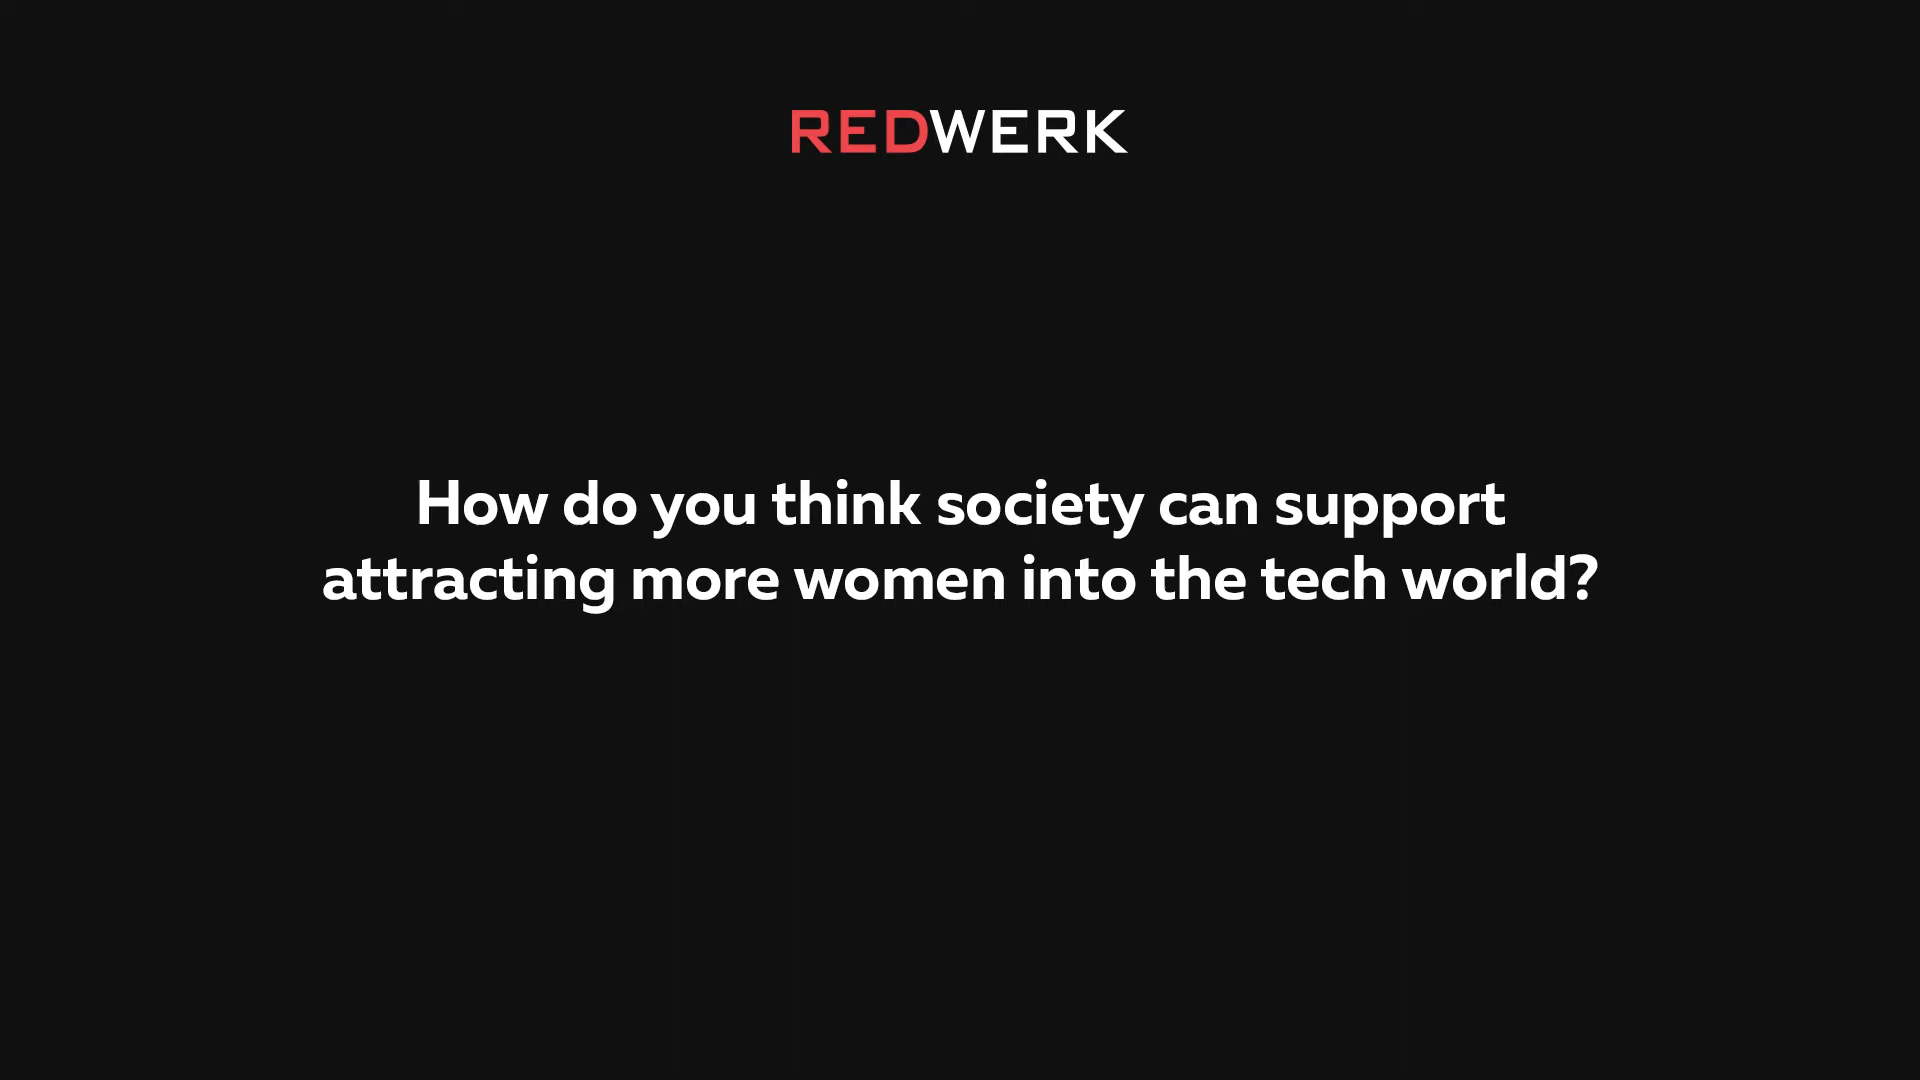 REDWERK
How do you think society can support
attracting more women into the tech world?